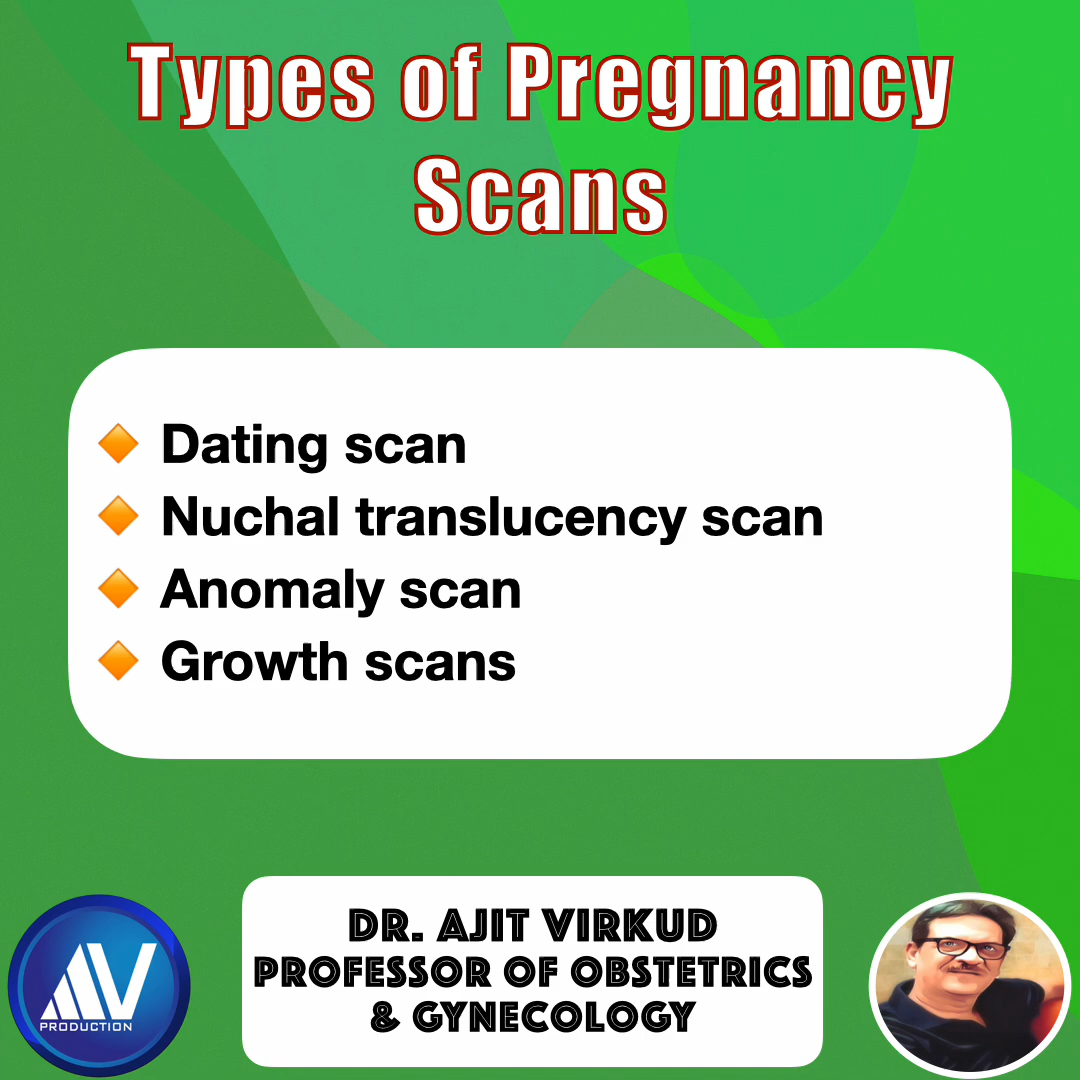 Types of Pregnancy
Scans
🔶 Dating scan
🔶 Nuchal translucency scan
🔶 Anomaly scan
🔶 Growth scans
DR. AJIT VIRKUD
PROFESSOR OF OBSTETRICS
& GYNECOLOGY
AV
PRODUCTION